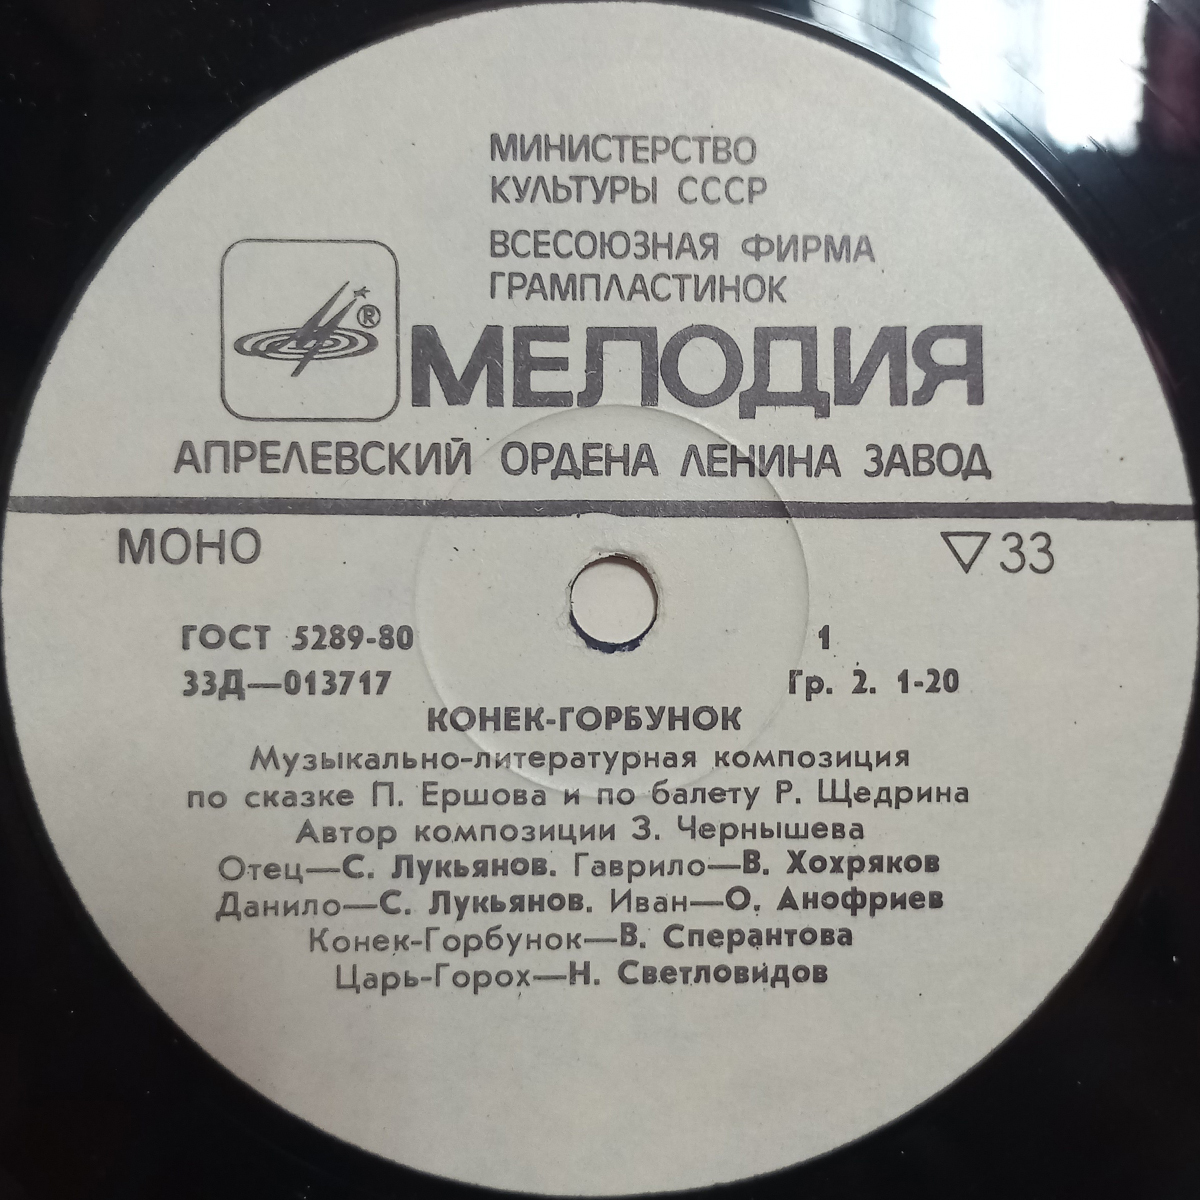 МИНИСТЕРСТВО
КУЛЬТУРЫ СССР
ВСЕСОЮЗНАЯ ФИРМА
ГРАМПЛАСТИНОК
®
МЕЛОДИЯ
АПРЕЛЕВСКИЙ ОРДЕНА ЛЕНИНА ЗАВОД
МОНО ▽33
ГОСТ 5289-80 1
33Д—013717 Гр. 2. 1-20
КОНЕК-ГОРБУНОК
Музыкально-литературная композиция
по сказке П. Ершова и по балету Р. Щедрина
Автор композиции З. Чернышева
Отец—С. Лукьянов. Гаврило—В. Хохряков
Данило—С. Лукьянов. Иван—О. Анофриев
Конек-Горбунок—В. Сперантова
Царь-Горох—Н. Светловидов